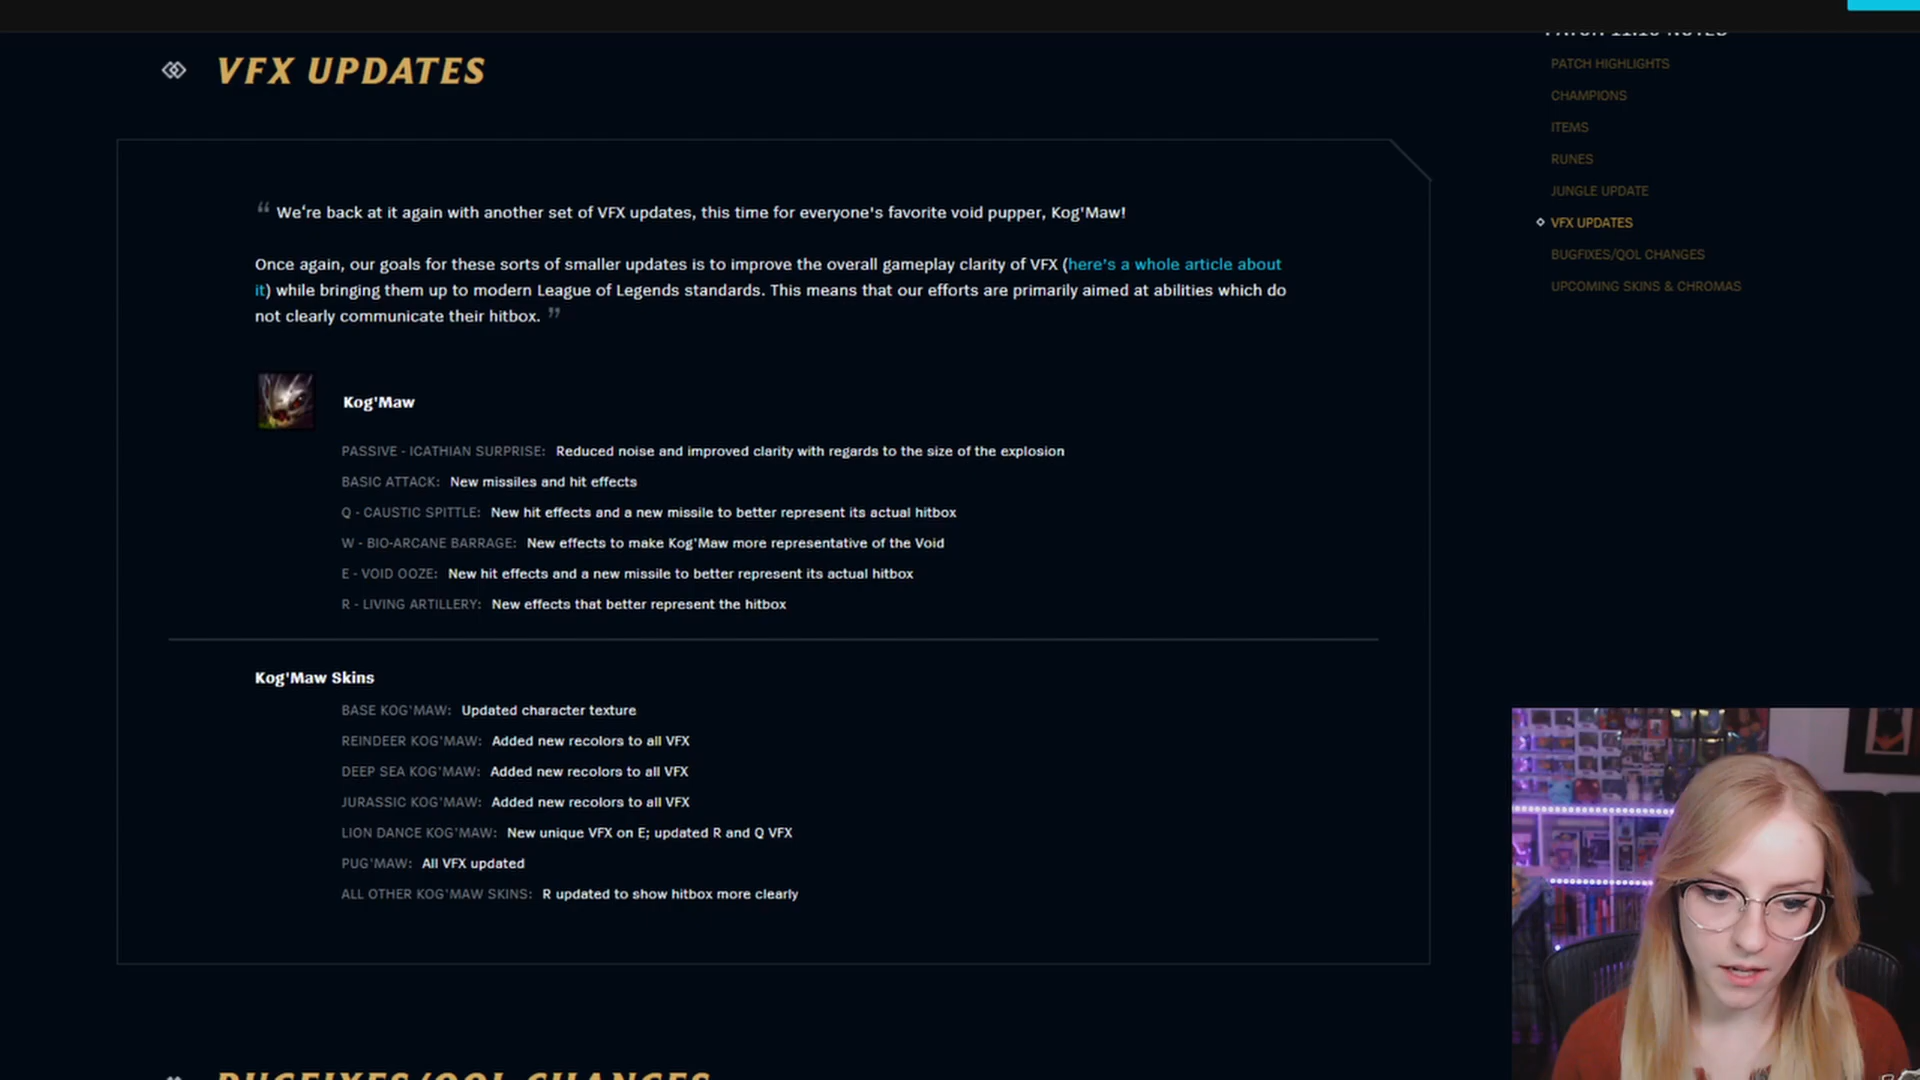 VFX UPDATES
“ We're back at it again with another set of VFX updates, this time for everyone's favorite void pupper, Kog'Maw!
Once again, our goals for these sorts of smaller updates is to improve the overall gameplay clarity of VFX (here's a whole article about
it) while bringing them up to modern League of Legends standards. This means that our efforts are primarily aimed at abilities which do
not clearly communicate their hitbox. ”
Kog'Maw
PASSIVE - ICATHIAN SURPRISE: Reduced noise and improved clarity with regards to the size of the explosion
BASIC ATTACK: New missiles and hit effects
Q - CAUSTIC SPITTLE: New hit effects and a new missile to better represent its actual hitbox
W - BIO-ARCANE BARRAGE: New effects to make Kog'Maw more representative of the Void
E - VOID OOZE: New hit effects and a new missile to better represent its actual hitbox
R - LIVING ARTILLERY: New effects that better represent the hitbox
Kog'Maw Skins
BASE KOG'MAW: Updated character texture
REINDEER KOG'MAW: Added new recolors to all VFX
DEEP SEA KOG'MAW: Added new recolors to all VFX
JURASSIC KOG'MAW: Added new recolors to all VFX
LION DANCE KOG'MAW: New unique VFX on E; updated R and Q VFX
PUG'MAW: All VFX updated
ALL OTHER KOG'MAW SKINS: R updated to show hitbox more clearly
BUGFIXES/QOL CHANGES
NOTES
PATCH HIGHLIGHTS
CHAMPIONS
ITEMS
RUNES
JUNGLE UPDATE
VFX UPDATES
BUGFIXES/QOL CHANGES
UPCOMING SKINS & CHROMAS